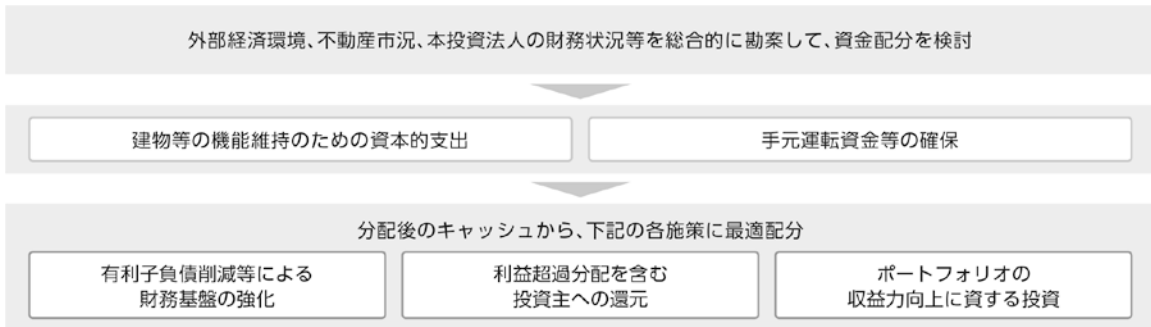 外部経済環境、不動産市況、本投資法人の財務状況等を総合的に勘案して、資金配分を検討
建物等の機能維持のための資本的支出
手元運転資金等の確保
分配後のキャッシュから、下記の各施策に最適配分
有利子負債削減等による
財務基盤の強化
利益超過分配を含む
投資主への還元
ポートフォリオの
収益力向上に資する投資